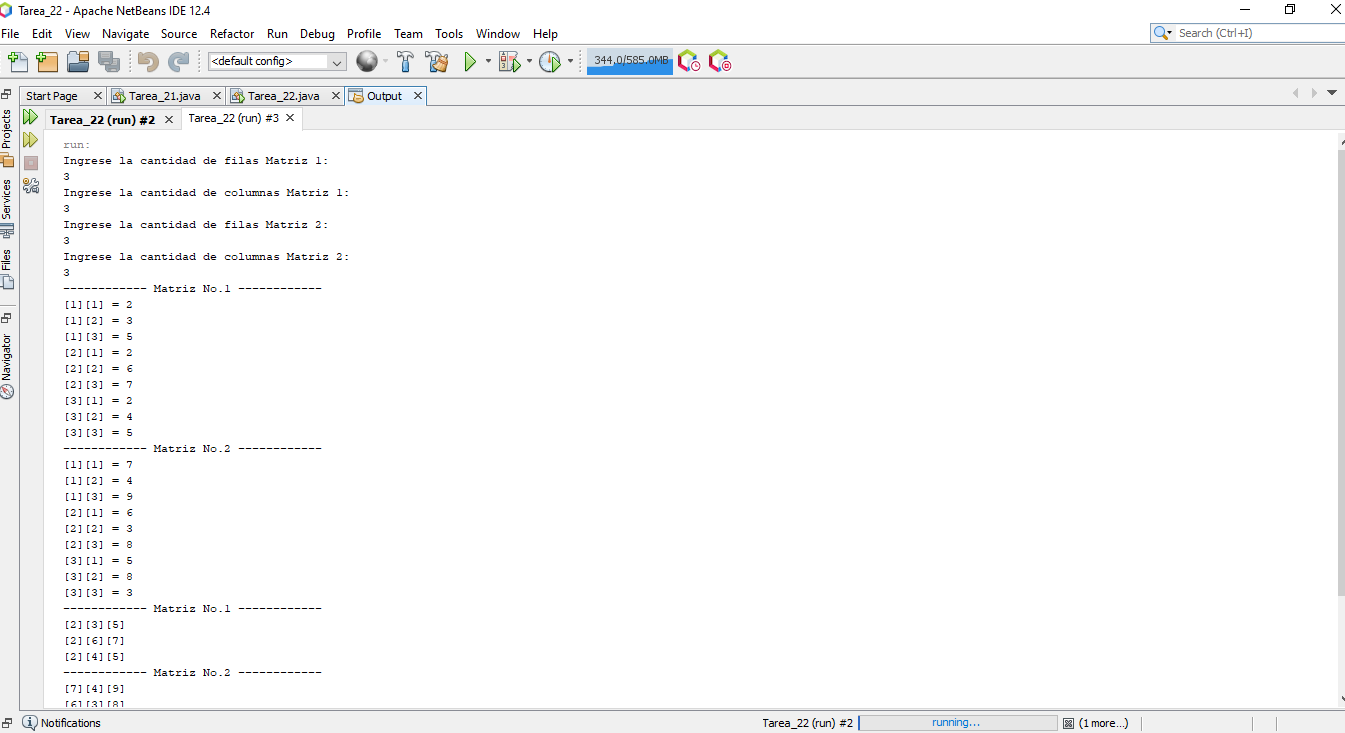 Tarea_22 - Apache NetBeans IDE 12.4
File Edit View Navigate Source Refactor Run Debug Profile Team Tools Window Help
Search (Ctrl+I)
<default config>
344,0/585.0MB
Start Page Tarea_21.java Tarea_22.java Output
Tarea_22 (run) #2 Tarea_22 (run) #3
Projects
Services
Files
Navigator
run:
Ingrese la cantidad de filas Matriz 1:
3
Ingrese la cantidad de columnas Matriz 1:
3
Ingrese la cantidad de filas Matriz 2:
3
Ingrese la cantidad de columnas Matriz 2:
3
------------ Matriz No.1 ------------
[1][1] = 2
[1][2] = 3
[1][3] = 5
[2][1] = 2
[2][2] = 6
[2][3] = 7
[3][1] = 2
[3][2] = 4
[3][3] = 5
------------ Matriz No.2 ------------
[1][1] = 7
[1][2] = 4
[1][3] = 9
[2][1] = 6
[2][2] = 3
[2][3] = 8
[3][1] = 5
[3][2] = 8
[3][3] = 3
------------ Matriz No.1 ------------
[2][3][5]
[2][6][7]
[2][4][5]
------------ Matriz No.2 ------------
[7][4][9]
[6][3][8]
Notifications
Tarea_22 (run) #2 running... (1 more...)